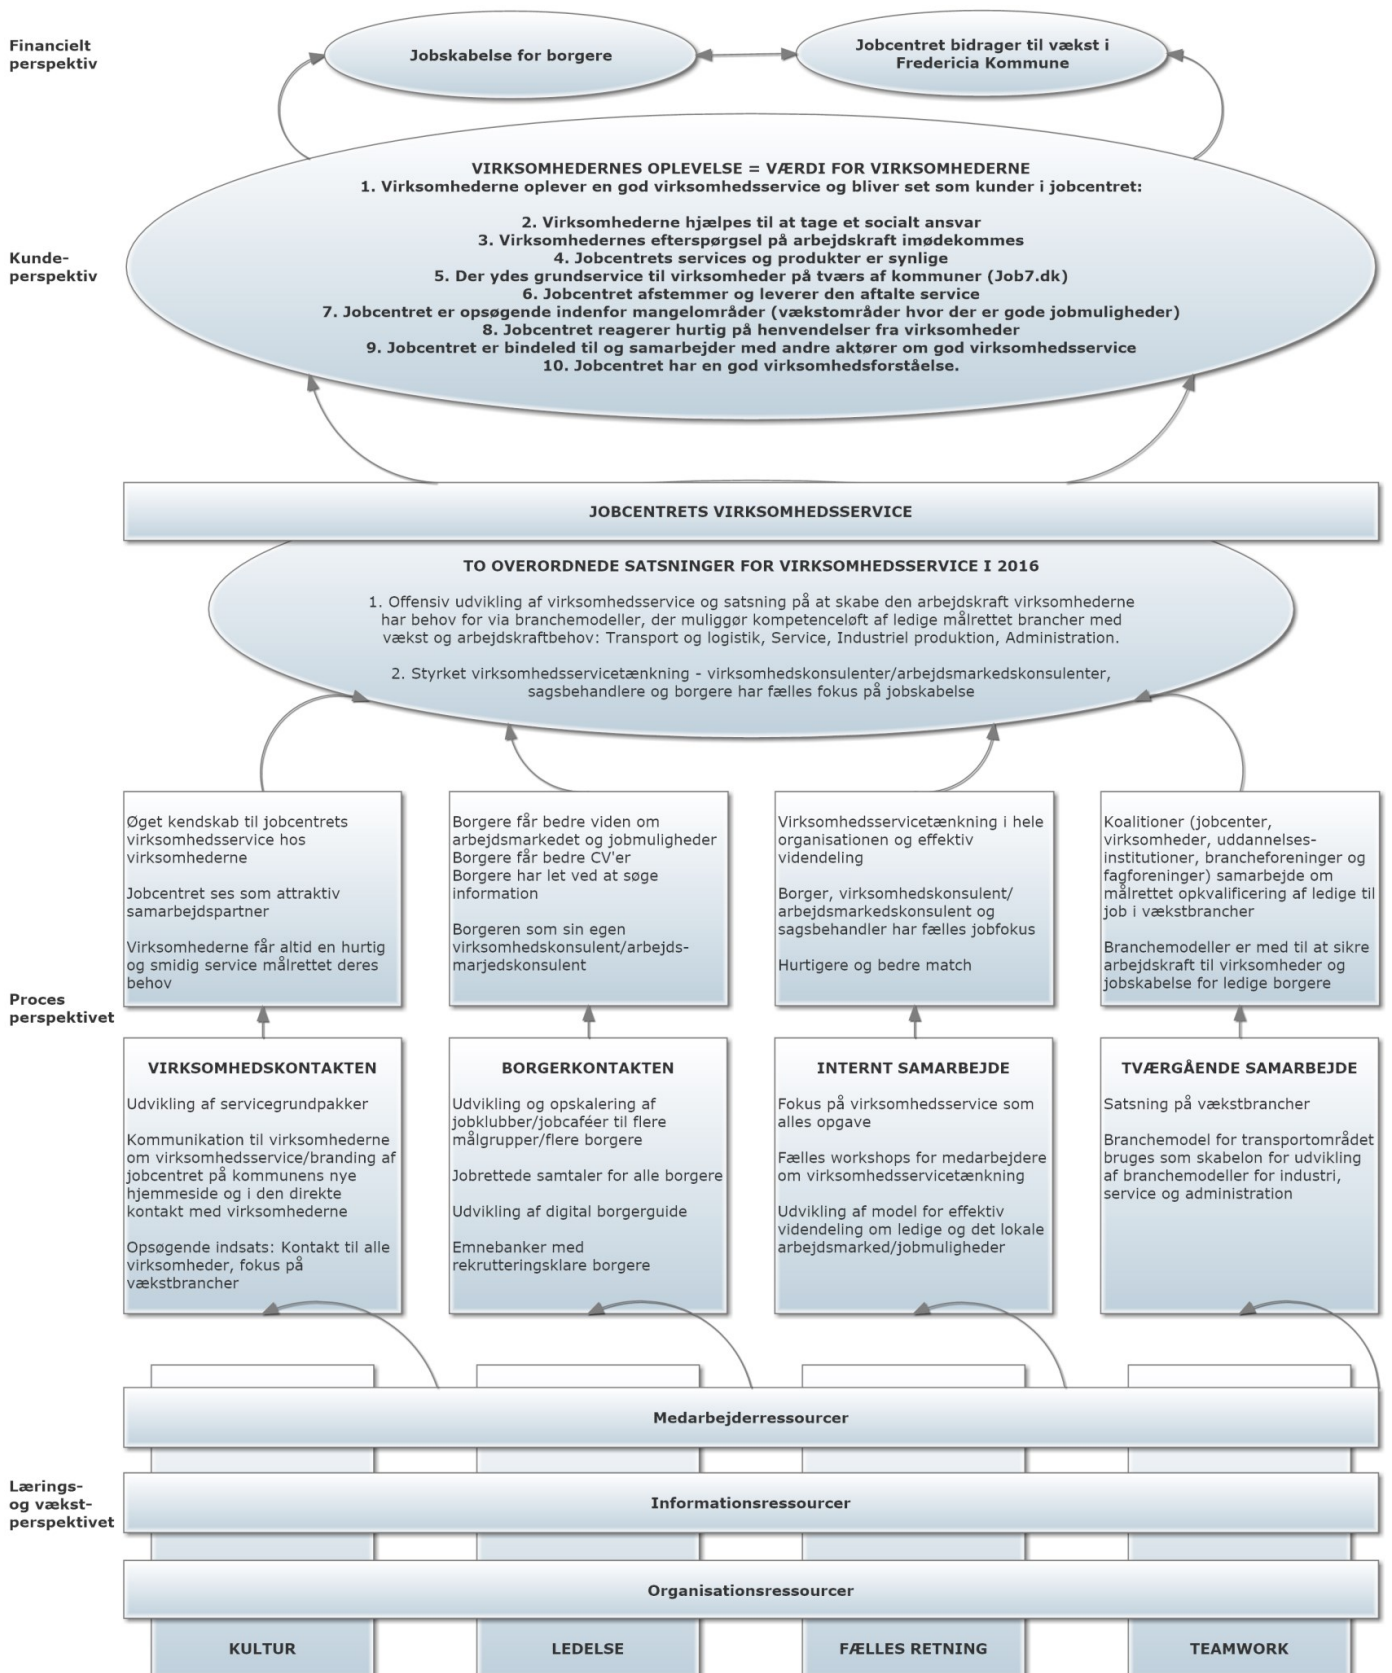 Financielt
perspektiv
Jobskabelse for borgere
Jobcentret bidrager til vækst i
Fredericia Kommune
Kunde-
perspektiv
VIRKSOMHEDERNES OPLEVELSE = VÆRDI FOR VIRKSOMHEDERNE
1. Virksomhederne oplever en god virksomhedsservice og bliver set som kunder i jobcentret:
2. Virksomhederne hjælpes til at tage et socialt ansvar
3. Virksomhedernes efterspørgsel på arbejdskraft imødekommes
4. Jobcentrets services og produkter er synlige
5. Der ydes grundservice til virksomheder på tværs af kommuner (Job7.dk)
6. Jobcentret afstemmer og leverer den aftalte service
7. Jobcentret er opsøgende indenfor mangelområder (vækstområder hvor der er gode jobmuligheder)
8. Jobcentret reagerer hurtig på henvendelser fra virksomheder
9. Jobcentret er bindeled til og samarbejder med andre aktører om god virksomhedsservice
10. Jobcentret har en god virksomhedsforståelse.
JOBCENTRETS VIRKSOMHEDSSERVICE
TO OVERORDNEDE SATSNINGER FOR VIRKSOMHEDSSERVICE I 2016
1. Offensiv udvikling af virksomhedsservice og satsning på at skabe den arbejdskraft virksomhederne
har behov for via branchemodeller, der muliggør kompetenceløft af ledige målrettet brancher med
vækst og arbejdskraftbehov: Transport og logistik, Service, Industriel produktion, Administration.
2. Styrket virksomhedsservicetænkning - virksomhedskonsulenter/arbejdsmarkedskonsulenter,
sagsbehandlere og borgere har fælles fokus på jobskabelse
Proces
perspektivet
Øget kendskab til jobcentrets
virksomhedsservice hos
virksomhederne
Jobcentret ses som attraktiv
samarbejdspartner
Virksomhederne får altid en hurtig
og smidig service målrettet deres
behov
Borgere får bedre viden om
arbejdsmarkedet og jobmuligheder
Borgere får bedre CV'er
Borgere har let ved at søge
information
Borgeren som sin egen
virksomhedskonsulent/arbejds-
marjedskonsulent
Virksomhedsservicetænkning i hele
organisationen og effektiv
videndeling
Borger, virksomhedskonsulent/
arbejdsmarkedskonsulent og
sagsbehandler har fælles jobfokus
Hurtigere og bedre match
Koalitioner (jobcenter,
virksomheder, uddannelses-
institutioner, brancheforeninger og
fagforeninger) samarbejde om
målrettet opkvalificering af ledige til
job i vækstbrancher
Branchemodeller er med til at sikre
arbejdskraft til virksomheder og
jobskabelse for ledige borgere
VIRKSOMHEDSKONTAKTEN
Udvikling af servicegrundpakker
Kommunikation til virksomhederne
om virksomhedsservice/branding af
jobcentret på kommunens nye
hjemmeside og i den direkte
kontakt med virksomhederne
Opsøgende indsats: Kontakt til alle
virksomheder, fokus på
vækstbrancher
BORGERKONTAKTEN
Udvikling og opskalering af
jobklubber/jobcaféer til flere
målgrupper/flere borgere
Jobrettede samtaler for alle borgere
Udvikling af digital borgerguide
Emnebanker med
rekrutteringsklare borgere
INTERNT SAMARBEJDE
Fokus på virksomhedsservice som
alles opgave
Fælles workshops for medarbejdere
om virksomhedsservicetænkning
Udvikling af model for effektiv
videndeling om ledige og det lokale
arbejdsmarked/jobmuligheder
TVÆRGÅENDE SAMARBEJDE
Satsning på vækstbrancher
Branchemodel for transportområdet
bruges som skabelon for udvikling
af branchemodeller for industri,
service og administration
Lærings-
og vækst-
perspektivet
Medarbejderressourcer
Informationsressourcer
Organisationsressourcer
KULTUR
LEDELSE
FÆLLES RETNING
TEAMWORK